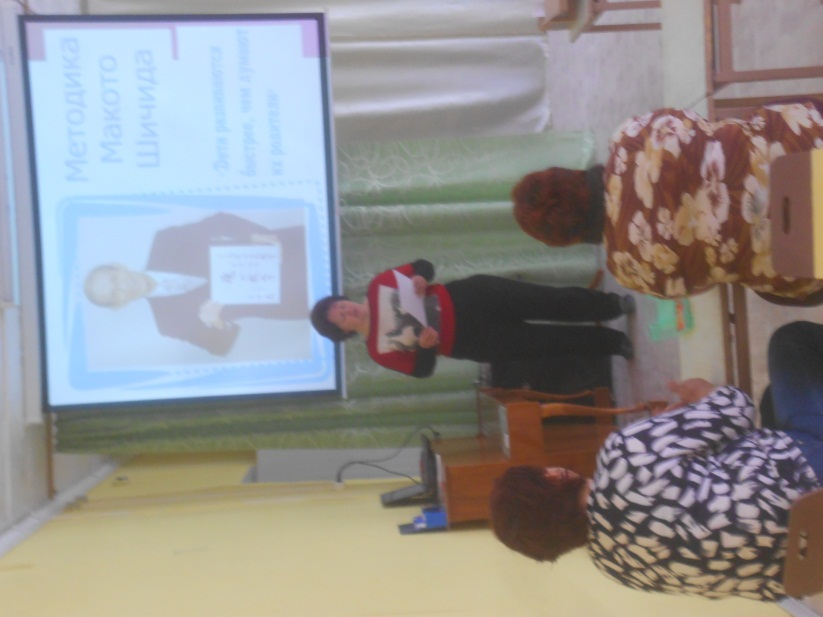 Методика
Макото
Шичида
"Дети развиваются
быстрее, чем думают
их родители"